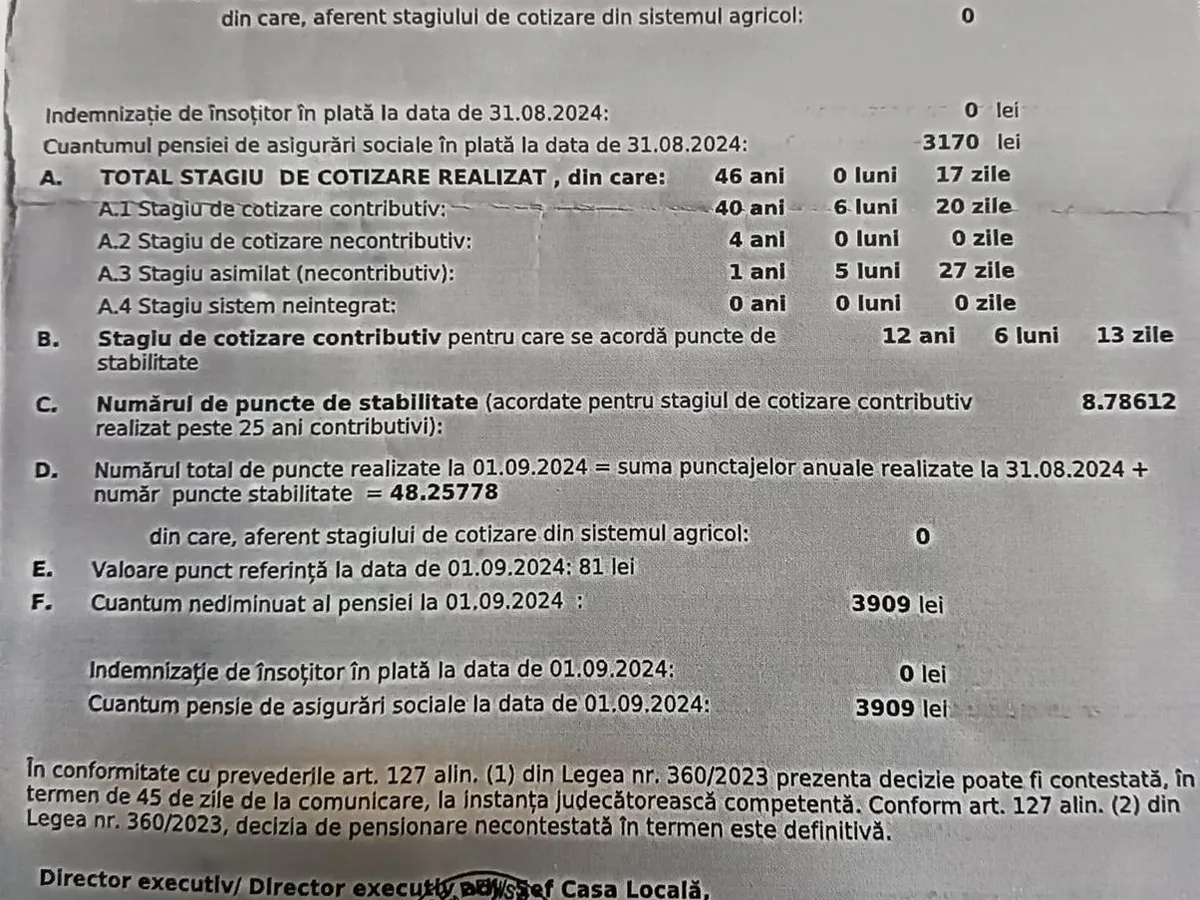 din care, aferent stagiului de cotizare din sistemul agricol: 0
Indemnizație de însoțitor în plată la data de 31.08.2024: 0 lei
Cuantumul pensiei de asigurări sociale în plată la data de 31.08.2024: 3170 lei
A. TOTAL STAGIU DE COTIZARE REALIZAT , din care: 46 ani 0 luni 17 zile
A.1 Stagiu de cotizare contributiv: 40 ani 6 luni 20 zile
A.2 Stagiu de cotizare necontributiv: 4 ani 0 luni 0 zile
A.3 Stagiu asimilat (necontributiv): 1 ani 5 luni 27 zile
A.4 Stagiu sistem neintegrat: 0 ani 0 luni 0 zile
B. Stagiu de cotizare contributiv pentru care se acordă puncte de 12 ani 6 luni 13 zile
stabilitate
C. Numărul de puncte de stabilitate (acordate pentru stagiul de cotizare contributiv 8.78612
realizat peste 25 ani contributivi):
D. Numărul total de puncte realizate la 01.09.2024 = suma punctajelor anuale realizate la 31.08.2024 +
număr puncte stabilitate = 48.25778
din care, aferent stagiului de cotizare din sistemul agricol: 0
E. Valoare punct referință la data de 01.09.2024: 81 lei
F. Cuantum nediminuat al pensiei la 01.09.2024 : 3909 lei
Indemnizație de însoțitor în plată la data de 01.09.2024: 0 lei
Cuantum pensie de asigurări sociale la data de 01.09.2024: 3909 lei
În conformitate cu prevederile art. 127 alin. (1) din Legea nr. 360/2023 prezenta decizie poate fi contestată, în
termen de 45 de zile de la comunicare, la instanța judecătorească competentă. Conform art. 127 alin. (2) din
Legea nr. 360/2023, decizia de pensionare necontestată în termen este definitivă.
Director executiv/ Director executiv Casa Locală,